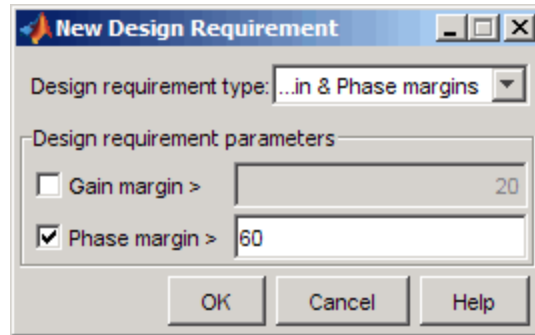 New Design Requirement
Design requirement type: ...in & Phase margins
Design requirement parameters
Gain margin > 20
Phase margin > 60
OK Cancel Help